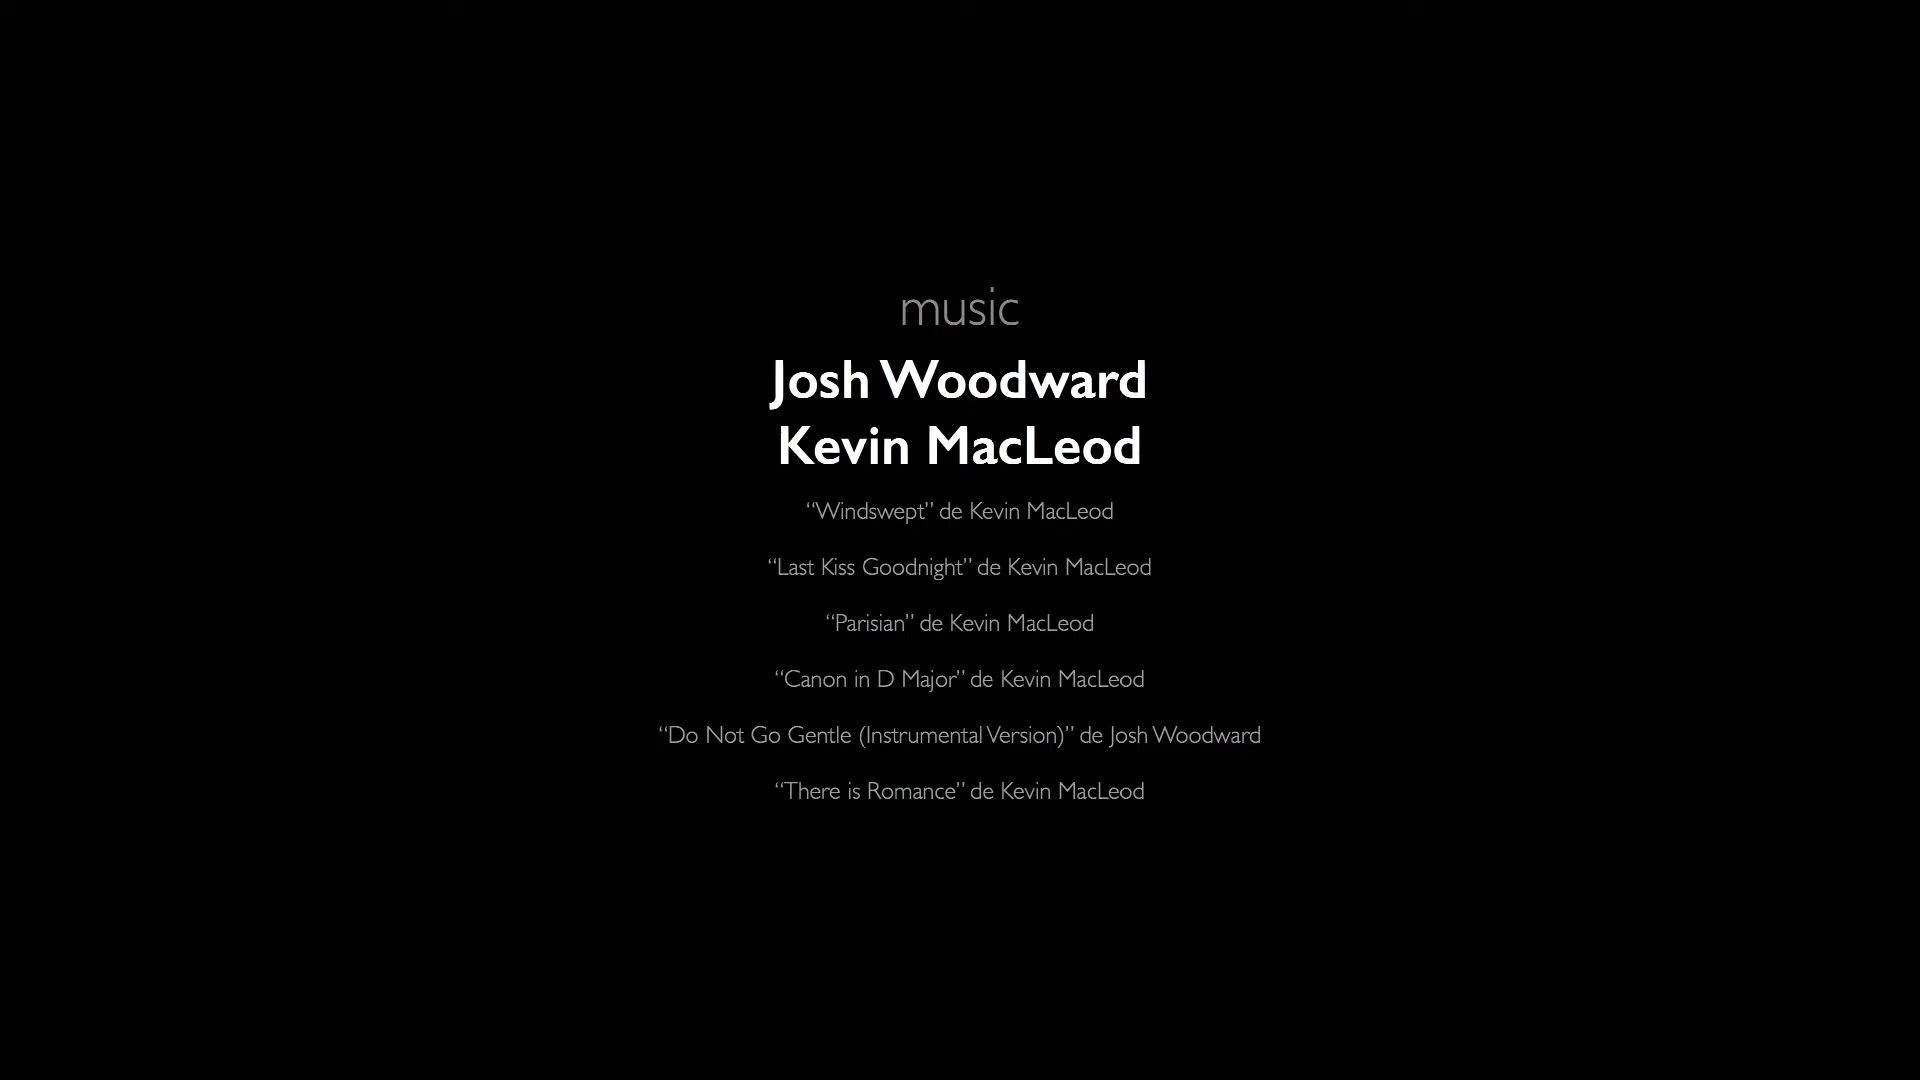 music
Josh Woodward
Kevin MacLeod
“Windswept” de Kevin MacLeod
“Last Kiss Goodnight” de Kevin MacLeod
“Parisian” de Kevin MacLeod
“Canon in D Major” de Kevin MacLeod
“Do Not Go Gentle (Instrumental Version)” de Josh Woodward
“There is Romance” de Kevin MacLeod